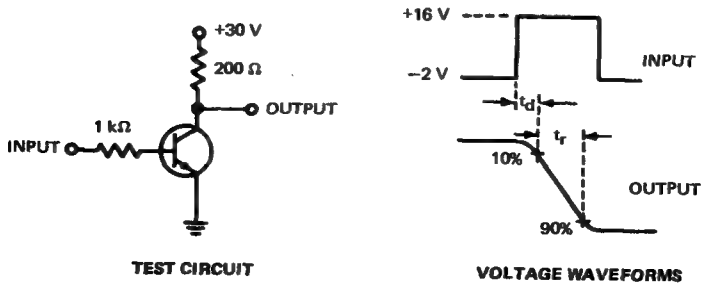 +30 V
200 Ω
OUTPUT
1 kΩ
INPUT
TEST CIRCUIT
+16 V
−2 V
INPUT
td
tr
10%
90%
OUTPUT
VOLTAGE WAVEFORMS